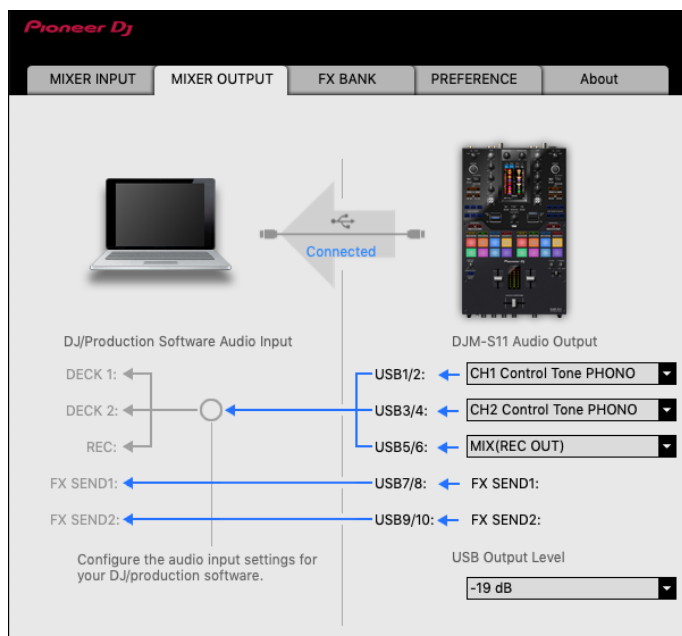 Pioneer Dj
MIXER INPUT
MIXER OUTPUT
FX BANK
PREFERENCE
About
Connected
DJ/Production Software Audio Input
DJM-S11 Audio Output
DECK 1:
USB1/2:
CH1 Control Tone PHONO
DECK 2:
USB3/4:
CH2 Control Tone PHONO
REC:
USB5/6:
MIX(REC OUT)
FX SEND1:
USB7/8:
FX SEND1:
FX SEND2:
USB9/10:
FX SEND2:
Configure the audio input settings for
your DJ/production software.
USB Output Level
-19 dB